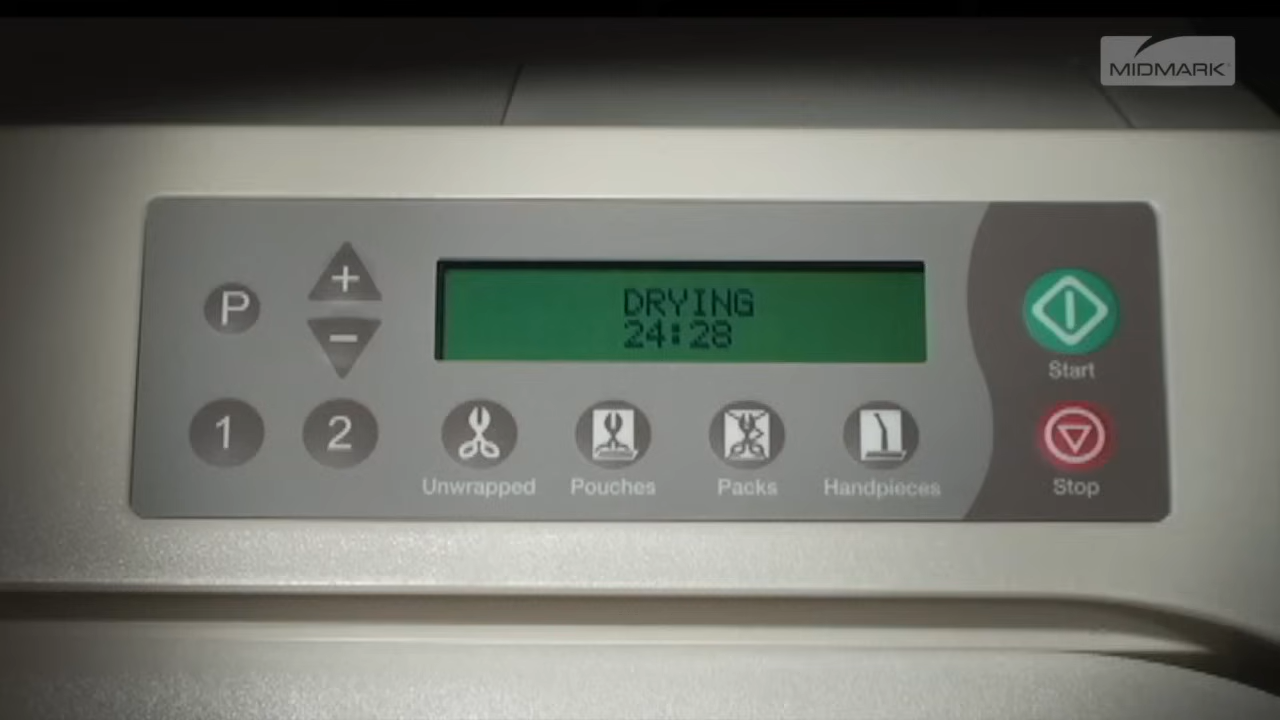 MIDMARK
DRYING
24:28
P
+
−
1
2
Unwrapped
Pouches
Packs
Handpieces
Start
Stop